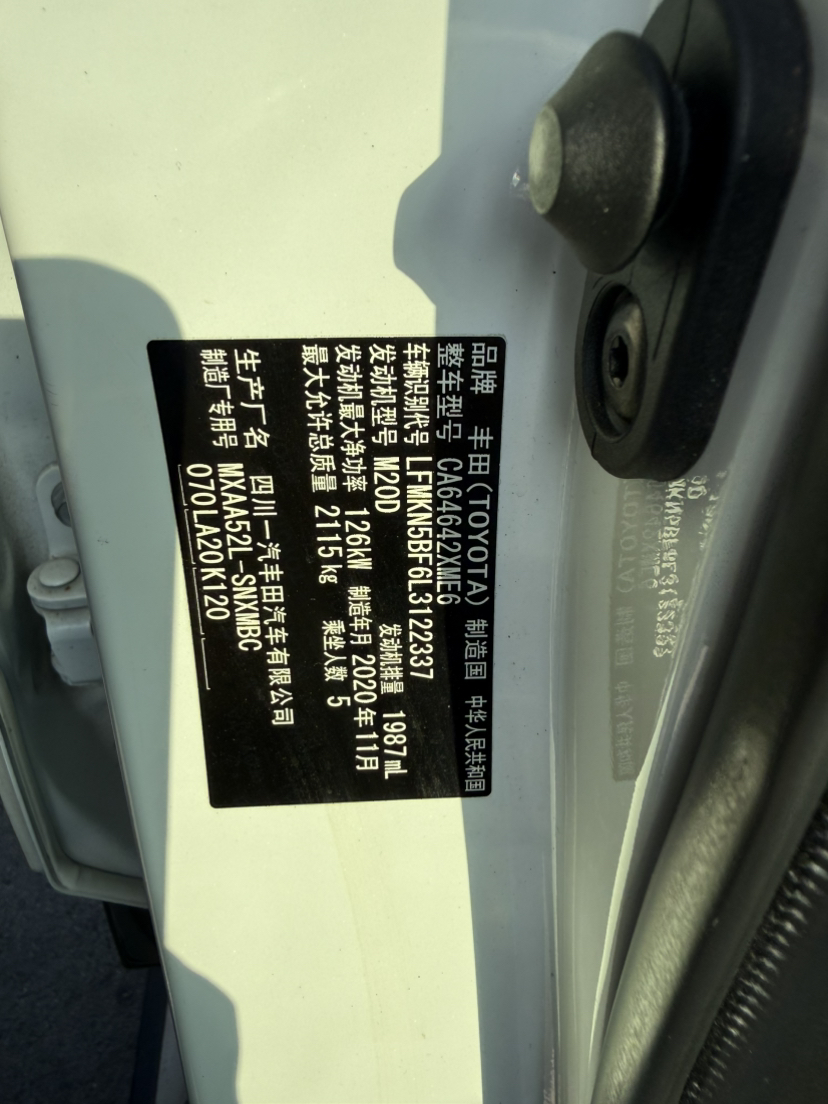 品牌 丰田(TOYOTA) 制造国 中华人民共和国
整车型号 CA64642XME6
车辆识别代号 LFMKN5BF6L3122337
发动机型号 M20D 发动机排量 1987 mL
发动机最大净功率 126kW 制造年月 2020年11月
最大允许总质量 2115kg 乘坐人数 5
生产厂名 四川一汽丰田汽车有限公司
制造厂专用号 MXAA52L-SNXMBC
070LA20K120